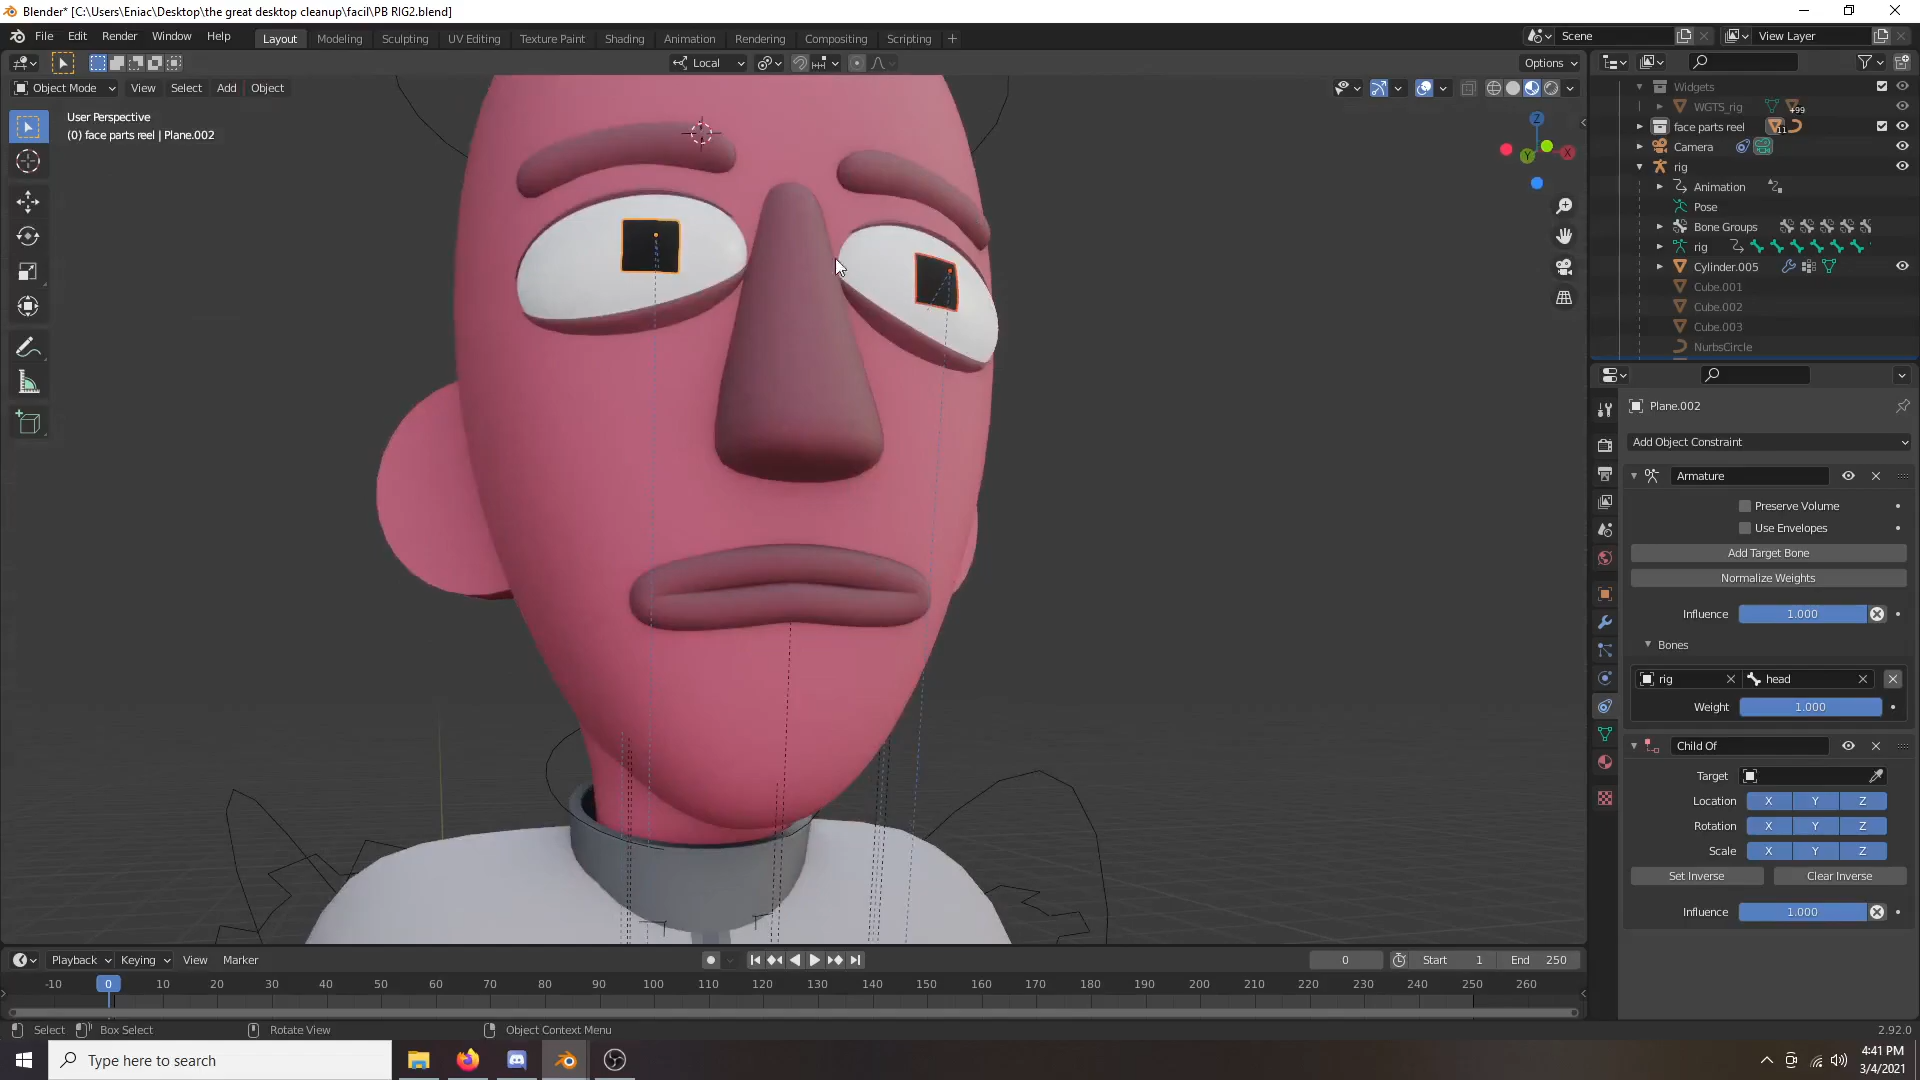 Blender* [C:\Users\Eniac\Desktop\the great desktop cleanup\facil\PB RIG2.blend]
File Edit Render Window Help
Layout Modeling Sculpting UV Editing Texture Paint Shading Animation Rendering Compositing Scripting +
Scene
View Layer
Local
Options
Object Mode View Select Add Object
User Perspective
(0) face parts reel | Plane.002
Z
X
Y
Widgets
WGTS_rig +99
face parts reel 11
Camera
rig
Animation
Pose
Bone Groups
rig
Cylinder.005
Cube.001
Cube.002
Cube.003
NurbsCircle
Plane.002
Add Object Constraint
Armature
Preserve Volume
Use Envelopes
Add Target Bone
Normalize Weights
Influence 1.000
Bones
rig head
Weight 1.000
Child Of
Target
Location X Y Z
Rotation X Y Z
Scale X Y Z
Set Inverse Clear Inverse
Influence 1.000
Playback Keying View Marker
0 Start 1 End 250
-10 0 10 20 30 40 50 60 70 80 90 100 110 120 130 140 150 160 170 180 190 200 210 220 230 240 250 260
Select Box Select Rotate View Object Context Menu 2.92.0
Type here to search
4:41 PM
3/4/2021